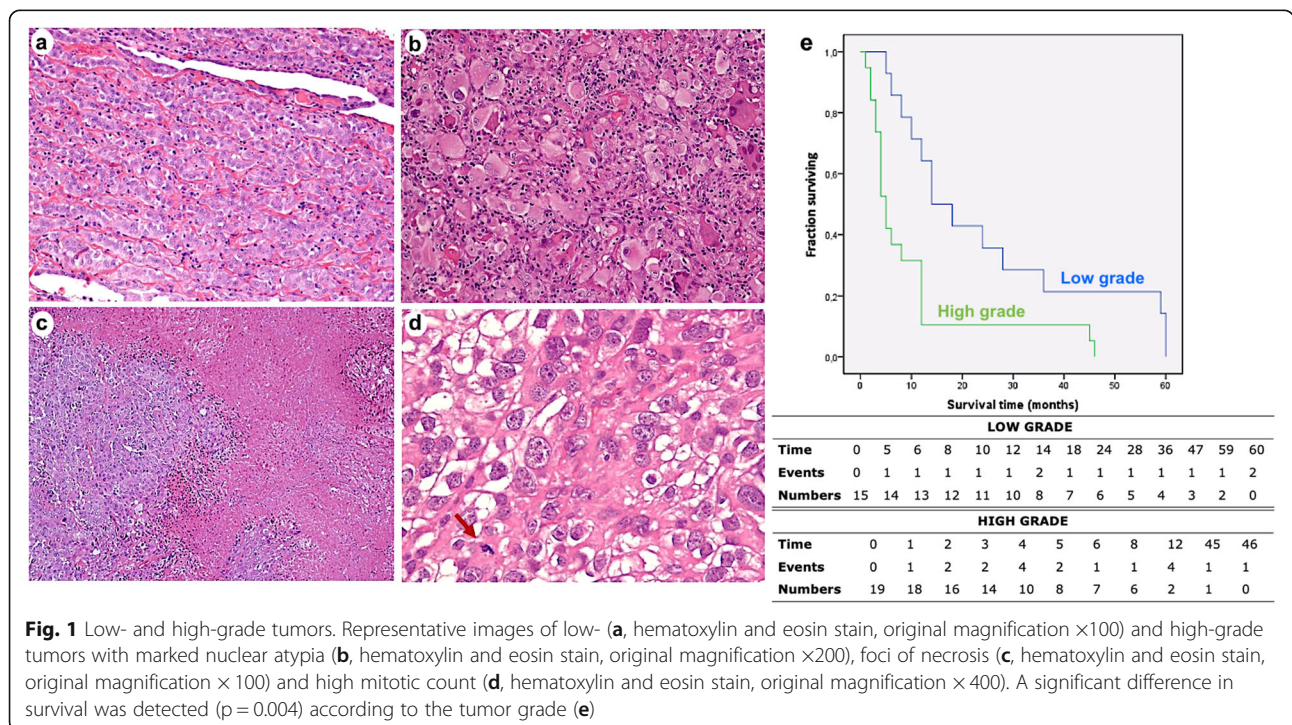 a
b
c
d
e
1,0
0,8
0,6
0,4
0,2
0,0
Fraction surviving
Low grade
High grade
0 10 20 30 40 50 60
Survival time (months)
LOW GRADE
Time 0 5 6 8 10 12 14 18 24 28 36 47 59 60
Events 0 1 1 1 1 1 2 1 1 1 1 1 1 2
Numbers 15 14 13 12 11 10 8 7 6 5 4 3 2 0
HIGH GRADE
Time 0 1 2 3 4 5 6 8 12 45 46
Events 0 1 2 2 4 2 1 1 4 1 1
Numbers 19 18 16 14 10 8 7 6 2 1 0
Fig. 1 Low- and high-grade tumors. Representative images of low- (a, hematoxylin and eosin stain, original magnification ×100) and high-grade
tumors with marked nuclear atypia (b, hematoxylin and eosin stain, original magnification ×200), foci of necrosis (c, hematoxylin and eosin stain,
original magnification × 100) and high mitotic count (d, hematoxylin and eosin stain, original magnification × 400). A significant difference in
survival was detected (p = 0.004) according to the tumor grade (e)